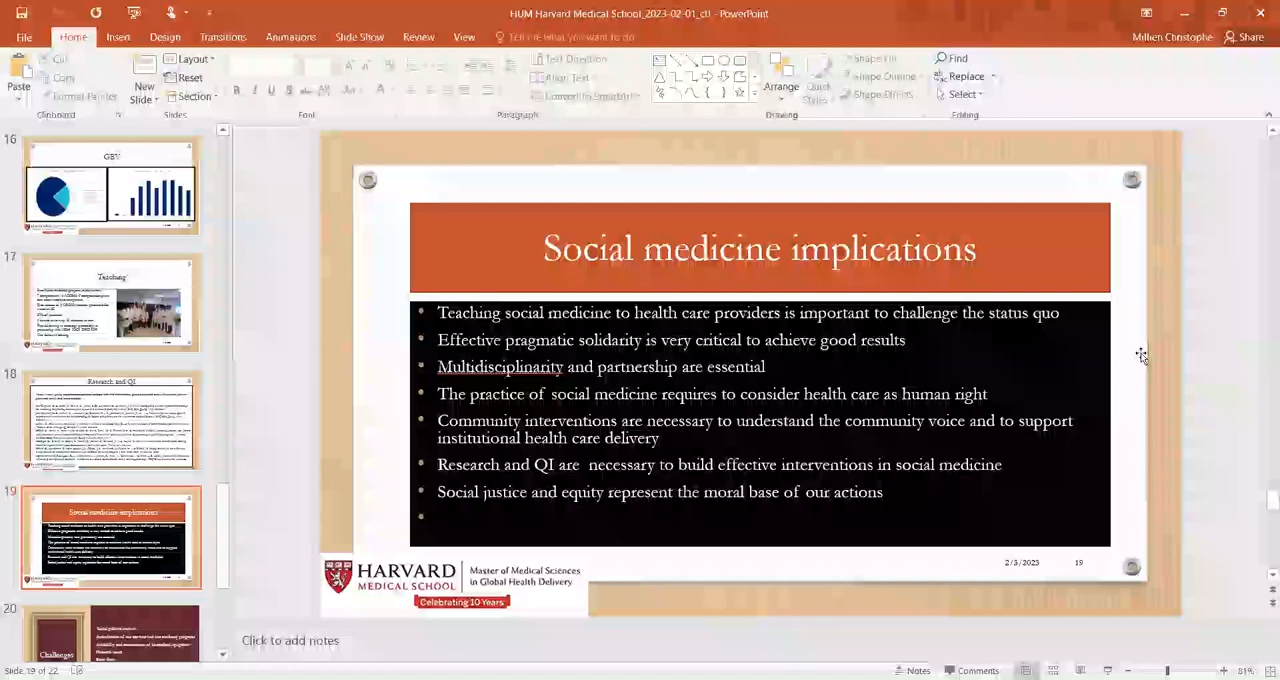 HUM Harvard Medical School_2023-02-01_ctl - PowerPoint
File Home Insert Design Transitions Animations Slide Show Review View Tell me what you want to do
Millien Christophe Share
Paste
Cut
Copy
Format Painter
Clipboard
New
Slide
Layout
Reset
Section
Slides
Font
Text Direction
Align Text
Convert to SmartArt
Paragraph
Arrange
Quick
Styles
Shape Fill
Shape Outline
Shape Effects
Drawing
Find
Replace
Select
Editing
16
GBV
17
Teaching
18
Research and QI
19
Social medicine implications
20
Challenges
Social medicine implications
• Teaching social medicine to health care providers is important to challenge the status quo
• Effective pragmatic solidarity is very critical to achieve good results
• Multidisciplinarity and partnership are essential
• The practice of social medicine requires to consider health care as human right
• Community interventions are necessary to understand the community voice and to support
institutional health care delivery
• Research and QI are necessary to build effective interventions in social medicine
• Social justice and equity represent the moral base of our actions
•
2/3/2023 19
HARVARD
MEDICAL SCHOOL
Master of Medical Sciences
in Global Health Delivery
Celebrating 10 Years
Click to add notes
Slide 19 of 22
Notes Comments
81%